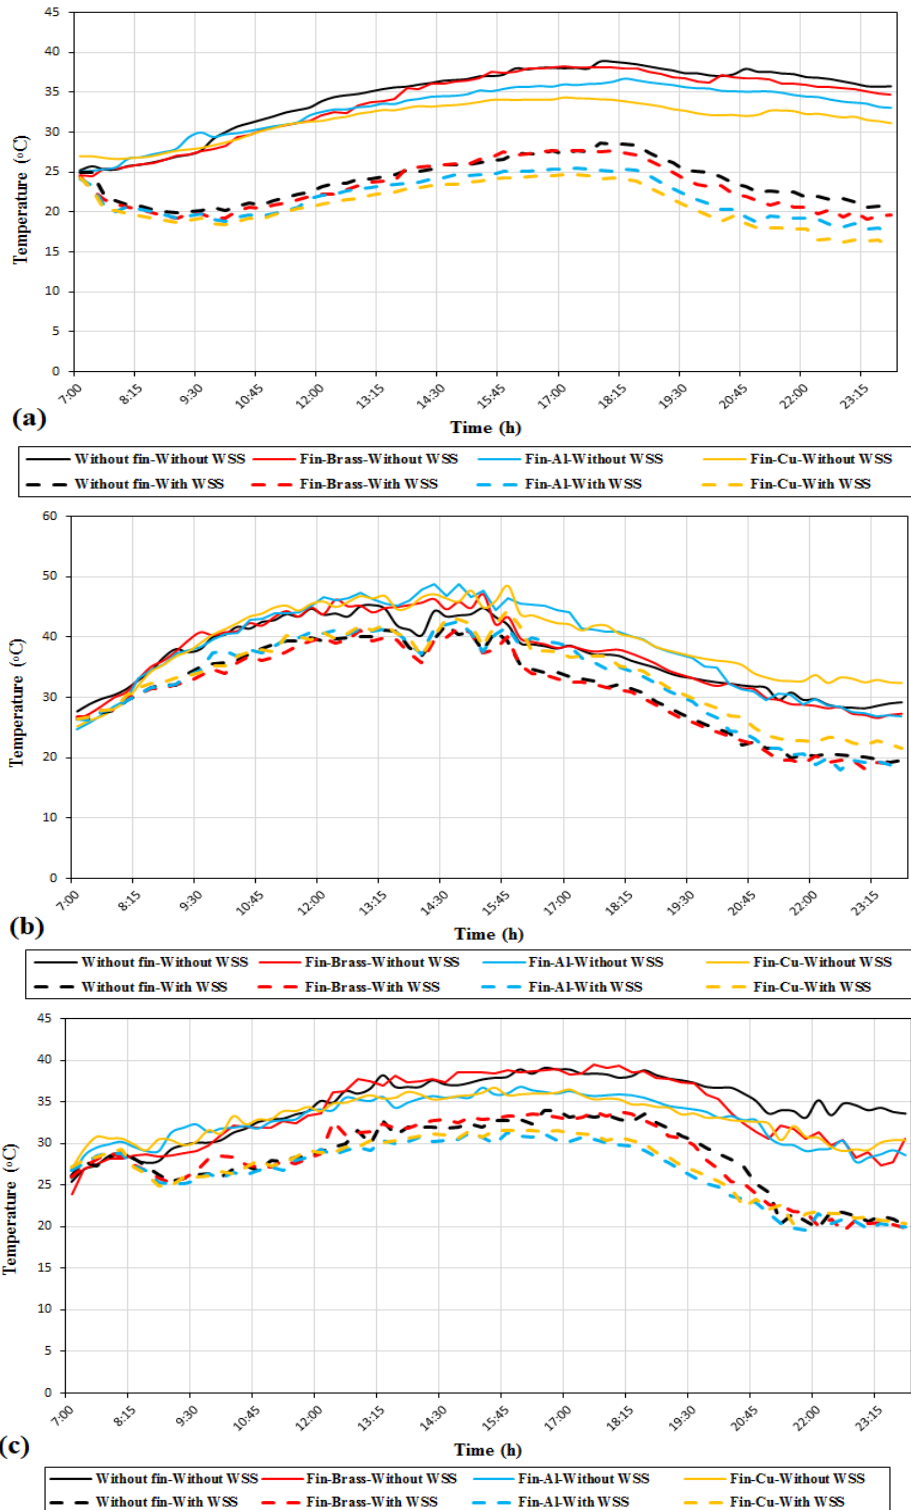 45
40
35
30
25
20
15
10
5
0
Temperature (°C)
7:00 8:15 9:30 10:45 12:00 13:15 14:30 15:45 17:00 18:15 19:30 20:45 22:00 23:15
(a)
Time (h)
Without fin-Without WSS Fin-Brass-Without WSS Fin-Al-Without WSS Fin-Cu-Without WSS
Without fin-With WSS Fin-Brass-With WSS Fin-Al-With WSS Fin-Cu-With WSS
60
50
40
30
20
10
0
Temperature (°C)
7:00 8:15 9:30 10:45 12:00 13:15 14:30 15:45 17:00 18:15 19:30 20:45 22:00 23:15
(b)
Time (h)
Without fin-Without WSS Fin-Brass-Without WSS Fin-Al-Without WSS Fin-Cu-Without WSS
Without fin-With WSS Fin-Brass-With WSS Fin-Al-With WSS Fin-Cu-With WSS
45
40
35
30
25
20
15
10
5
0
Temperature (°C)
7:00 8:15 9:30 10:45 12:00 13:15 14:30 15:45 17:00 18:15 19:30 20:45 22:00 23:15
(c)
Time (h)
Without fin-Without WSS Fin-Brass-Without WSS Fin-Al-Without WSS Fin-Cu-Without WSS
Without fin-With WSS Fin-Brass-With WSS Fin-Al-With WSS Fin-Cu-With WSS